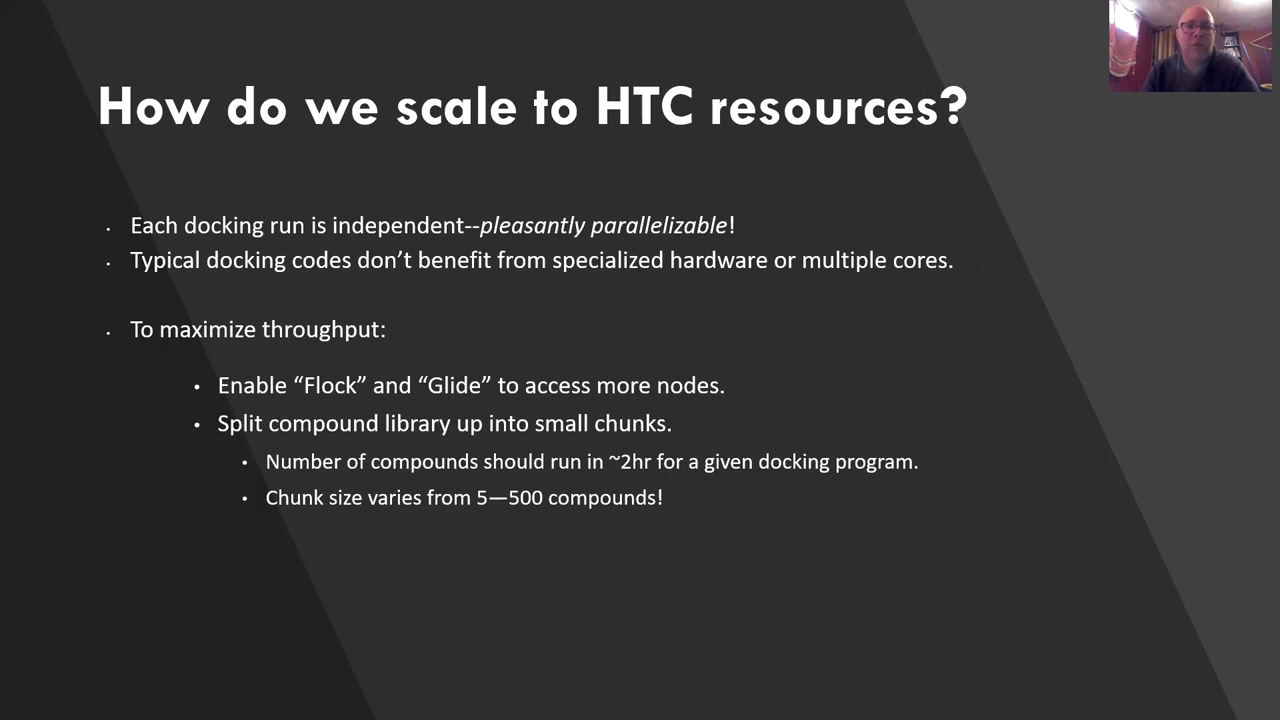 How do we scale to HTC resources?
• Each docking run is independent--pleasantly parallelizable!
• Typical docking codes don’t benefit from specialized hardware or multiple cores.
• To maximize throughput:
• Enable “Flock” and “Glide” to access more nodes.
• Split compound library up into small chunks.
• Number of compounds should run in ~2hr for a given docking program.
• Chunk size varies from 5—500 compounds!